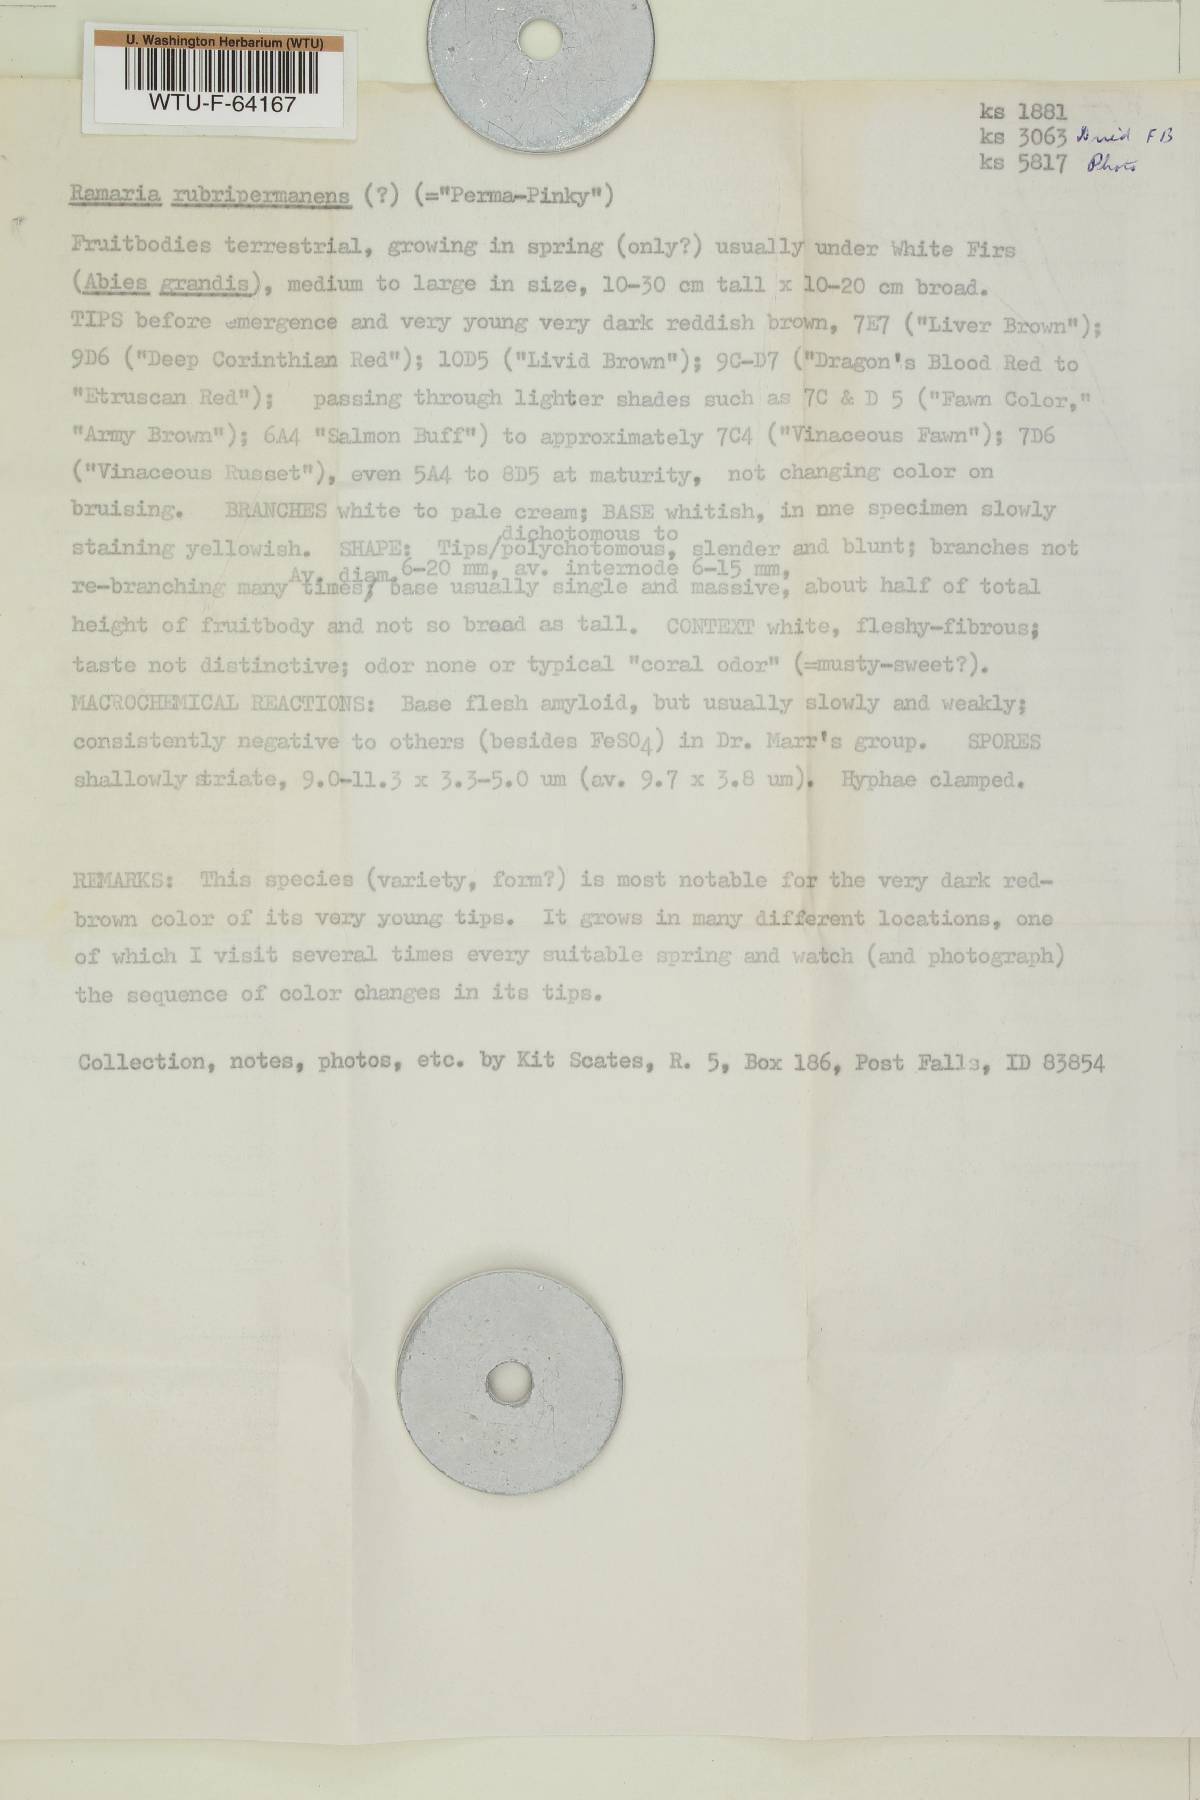 U. Washington Herbarium (WTU)
WTU-F-64167
ks 1881
ks 3063 Dried FB
ks 5817 Photo
Ramaria rubripermanens (?) (="Perma-Pinky")
Fruitbodies terrestrial, growing in spring (only?) usually under White Firs
(Abies grandis), medium to large in size, 10-30 cm tall x 10-20 cm broad.
TIPS before emergence and very young very dark reddish brown, 7E7 ("Liver Brown");
9D6 ("Deep Corinthian Red"); 10D5 ("Livid Brown"); 9C-D7 ("Dragon's Blood Red to
"Etruscan Red"); passing through lighter shades such as 7C & D 5 ("Fawn Color,"
"Army Brown"); 6A4 "Salmon Buff") to approximately 7C4 ("Vinaceous Fawn"); 7D6
("Vinaceous Russet"), even 5A4 to 8D5 at maturity, not changing color on
bruising. BRANCHES white to pale cream; BASE whitish, in one specimen slowly
dichotomous to
staining yellowish. SHAPE: Tips/polychotomous, slender and blunt; branches not
Av. diam. 6-20 mm, av. internode 6-15 mm,
re-branching many times/ base usually single and massive, about half of total
height of fruitbody and not so broad as tall. CONTEXT white, fleshy-fibrous;
taste not distinctive; odor none or typical "coral odor" (=musty-sweet?).
MACROCHEMICAL REACTIONS: Base flesh amyloid, but usually slowly and weakly;
consistently negative to others (besides FeSO4) in Dr. Marr's group. SPORES
shallowly striate, 9.0-11.3 x 3.3-5.0 um (av. 9.7 x 3.8 um). Hyphae clamped.
REMARKS: This species (variety, form?) is most notable for the very dark red-
brown color of its very young tips. It grows in many different locations, one
of which I visit several times every suitable spring and watch (and photograph)
the sequence of color changes in its tips.
Collection, notes, photos, etc. by Kit Scates, R. 5, Box 186, Post Falls, ID 83854